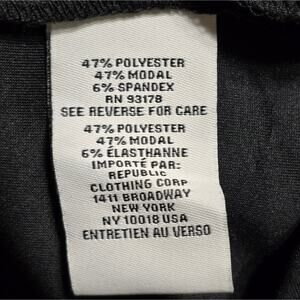 47% POLYESTER
47% MODAL
6% SPANDEX
RN 93178
SEE REVERSE FOR CARE
47% POLYESTER
47% MODAL
6% ÉLASTHANNE
IMPORTÉ PAR:
REPUBLIC
CLOTHING CORP
1411 BROADWAY
NEW YORK
NY 10018 USA
ENTRETIEN AU VERSO